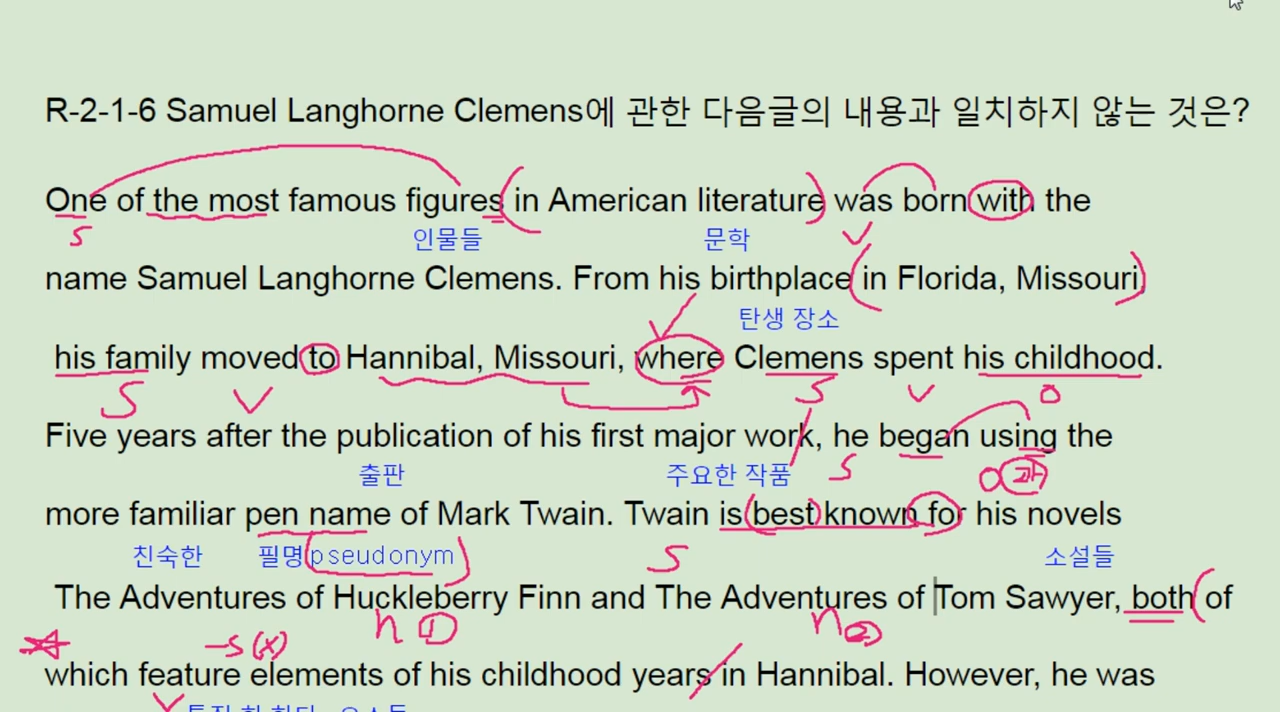 R-2-1-6 Samuel Langhorne Clemens에 관한 다음글의 내용과 일치하지 않는 것은?
One of the most famous figures in American literature was born with the
S
인물들 문학 V
name Samuel Langhorne Clemens. From his birthplace in Florida, Missouri,
탄생 장소
his family moved to Hannibal, Missouri, where Clemens spent his childhood.
S V S V O
Five years after the publication of his first major work, he began using the
출판 주요한 작품 S O과
more familiar pen name of Mark Twain. Twain is best known for his novels
친숙한 필명(pseudonym) S 소설들
The Adventures of Huckleberry Finn and The Adventures of Tom Sawyer, both of
-s(x) n ① n ②
which feature elements of his childhood years in Hannibal. However, he was
V